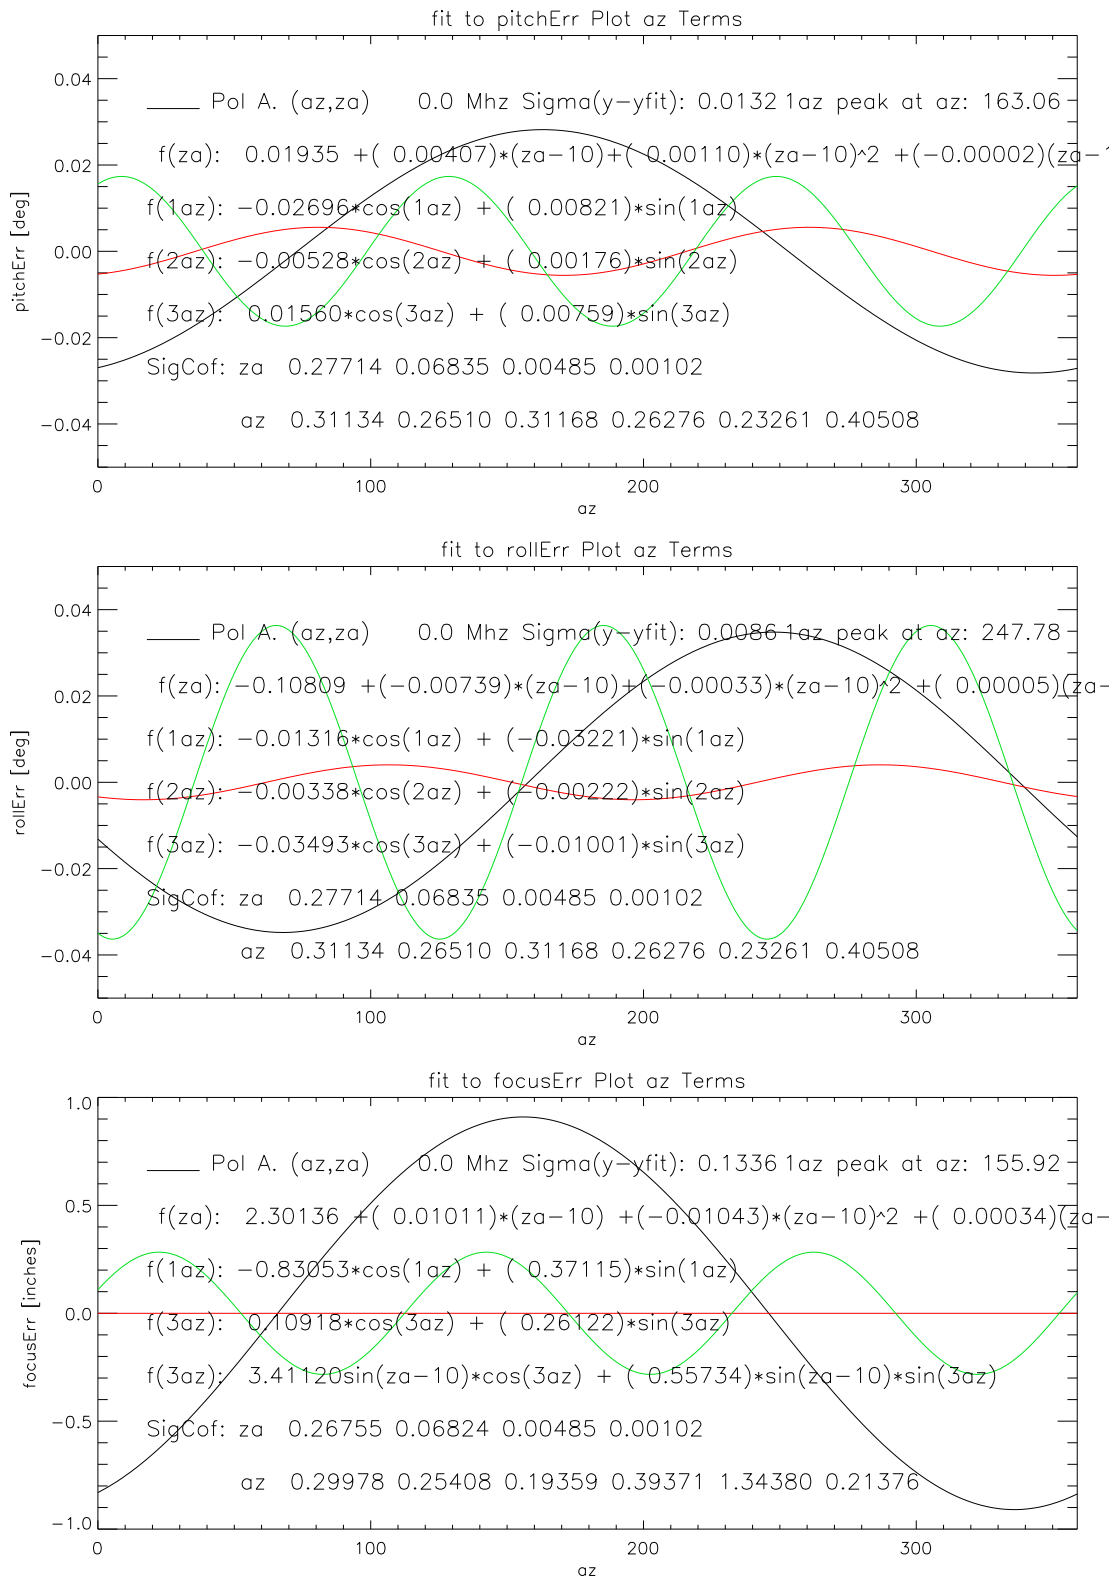 fit to pitchErr Plot az Terms
0.04
0.02
0.00
−0.02
−0.04
pitchErr [deg]
Pol A. (az,za) 0.0 Mhz Sigma(y−yfit): 0.0132 1az peak at az: 163.06
f(za): 0.01935 +( 0.00407)*(za−10)+( 0.00110)*(za−10)^2 +(−0.00002)(za−1
f(1az): −0.02696*cos(1az) + ( 0.00821)*sin(1az)
f(2az): −0.00528*cos(2az) + ( 0.00176)*sin(2az)
f(3az): 0.01560*cos(3az) + ( 0.00759)*sin(3az)
SigCof: za 0.27714 0.06835 0.00485 0.00102
az 0.31134 0.26510 0.31168 0.26276 0.23261 0.40508
0 100 200 300
az
fit to rollErr Plot az Terms
0.04
0.02
0.00
−0.02
−0.04
rollErr [deg]
Pol A. (az,za) 0.0 Mhz Sigma(y−yfit): 0.0086 1az peak at az: 247.78
f(za): −0.10809 +(−0.00739)*(za−10)+(−0.00033)*(za−10)^2 +( 0.00005)(za−
f(1az): −0.01316*cos(1az) + (−0.03221)*sin(1az)
f(2az): −0.00338*cos(2az) + (−0.00222)*sin(2az)
f(3az): −0.03493*cos(3az) + (−0.01001)*sin(3az)
SigCof: za 0.27714 0.06835 0.00485 0.00102
az 0.31134 0.26510 0.31168 0.26276 0.23261 0.40508
0 100 200 300
az
fit to focusErr Plot az Terms
1.0
0.5
0.0
−0.5
−1.0
focusErr [inches]
Pol A. (az,za) 0.0 Mhz Sigma(y−yfit): 0.1336 1az peak at az: 155.92
f(za): 2.30136 +( 0.01011)*(za−10) +(−0.01043)*(za−10)^2 +( 0.00034)(za−
f(1az): −0.83053*cos(1az) + ( 0.37115)*sin(1az)
f(3az): 0.10918*cos(3az) + ( 0.26122)*sin(3az)
f(3az): 3.41120sin(za−10)*cos(3az) + ( 0.55734)*sin(za−10)*sin(3az)
SigCof: za 0.26755 0.06824 0.00485 0.00102
az 0.29978 0.25408 0.19359 0.39371 1.34380 0.21376
0 100 200 300
az